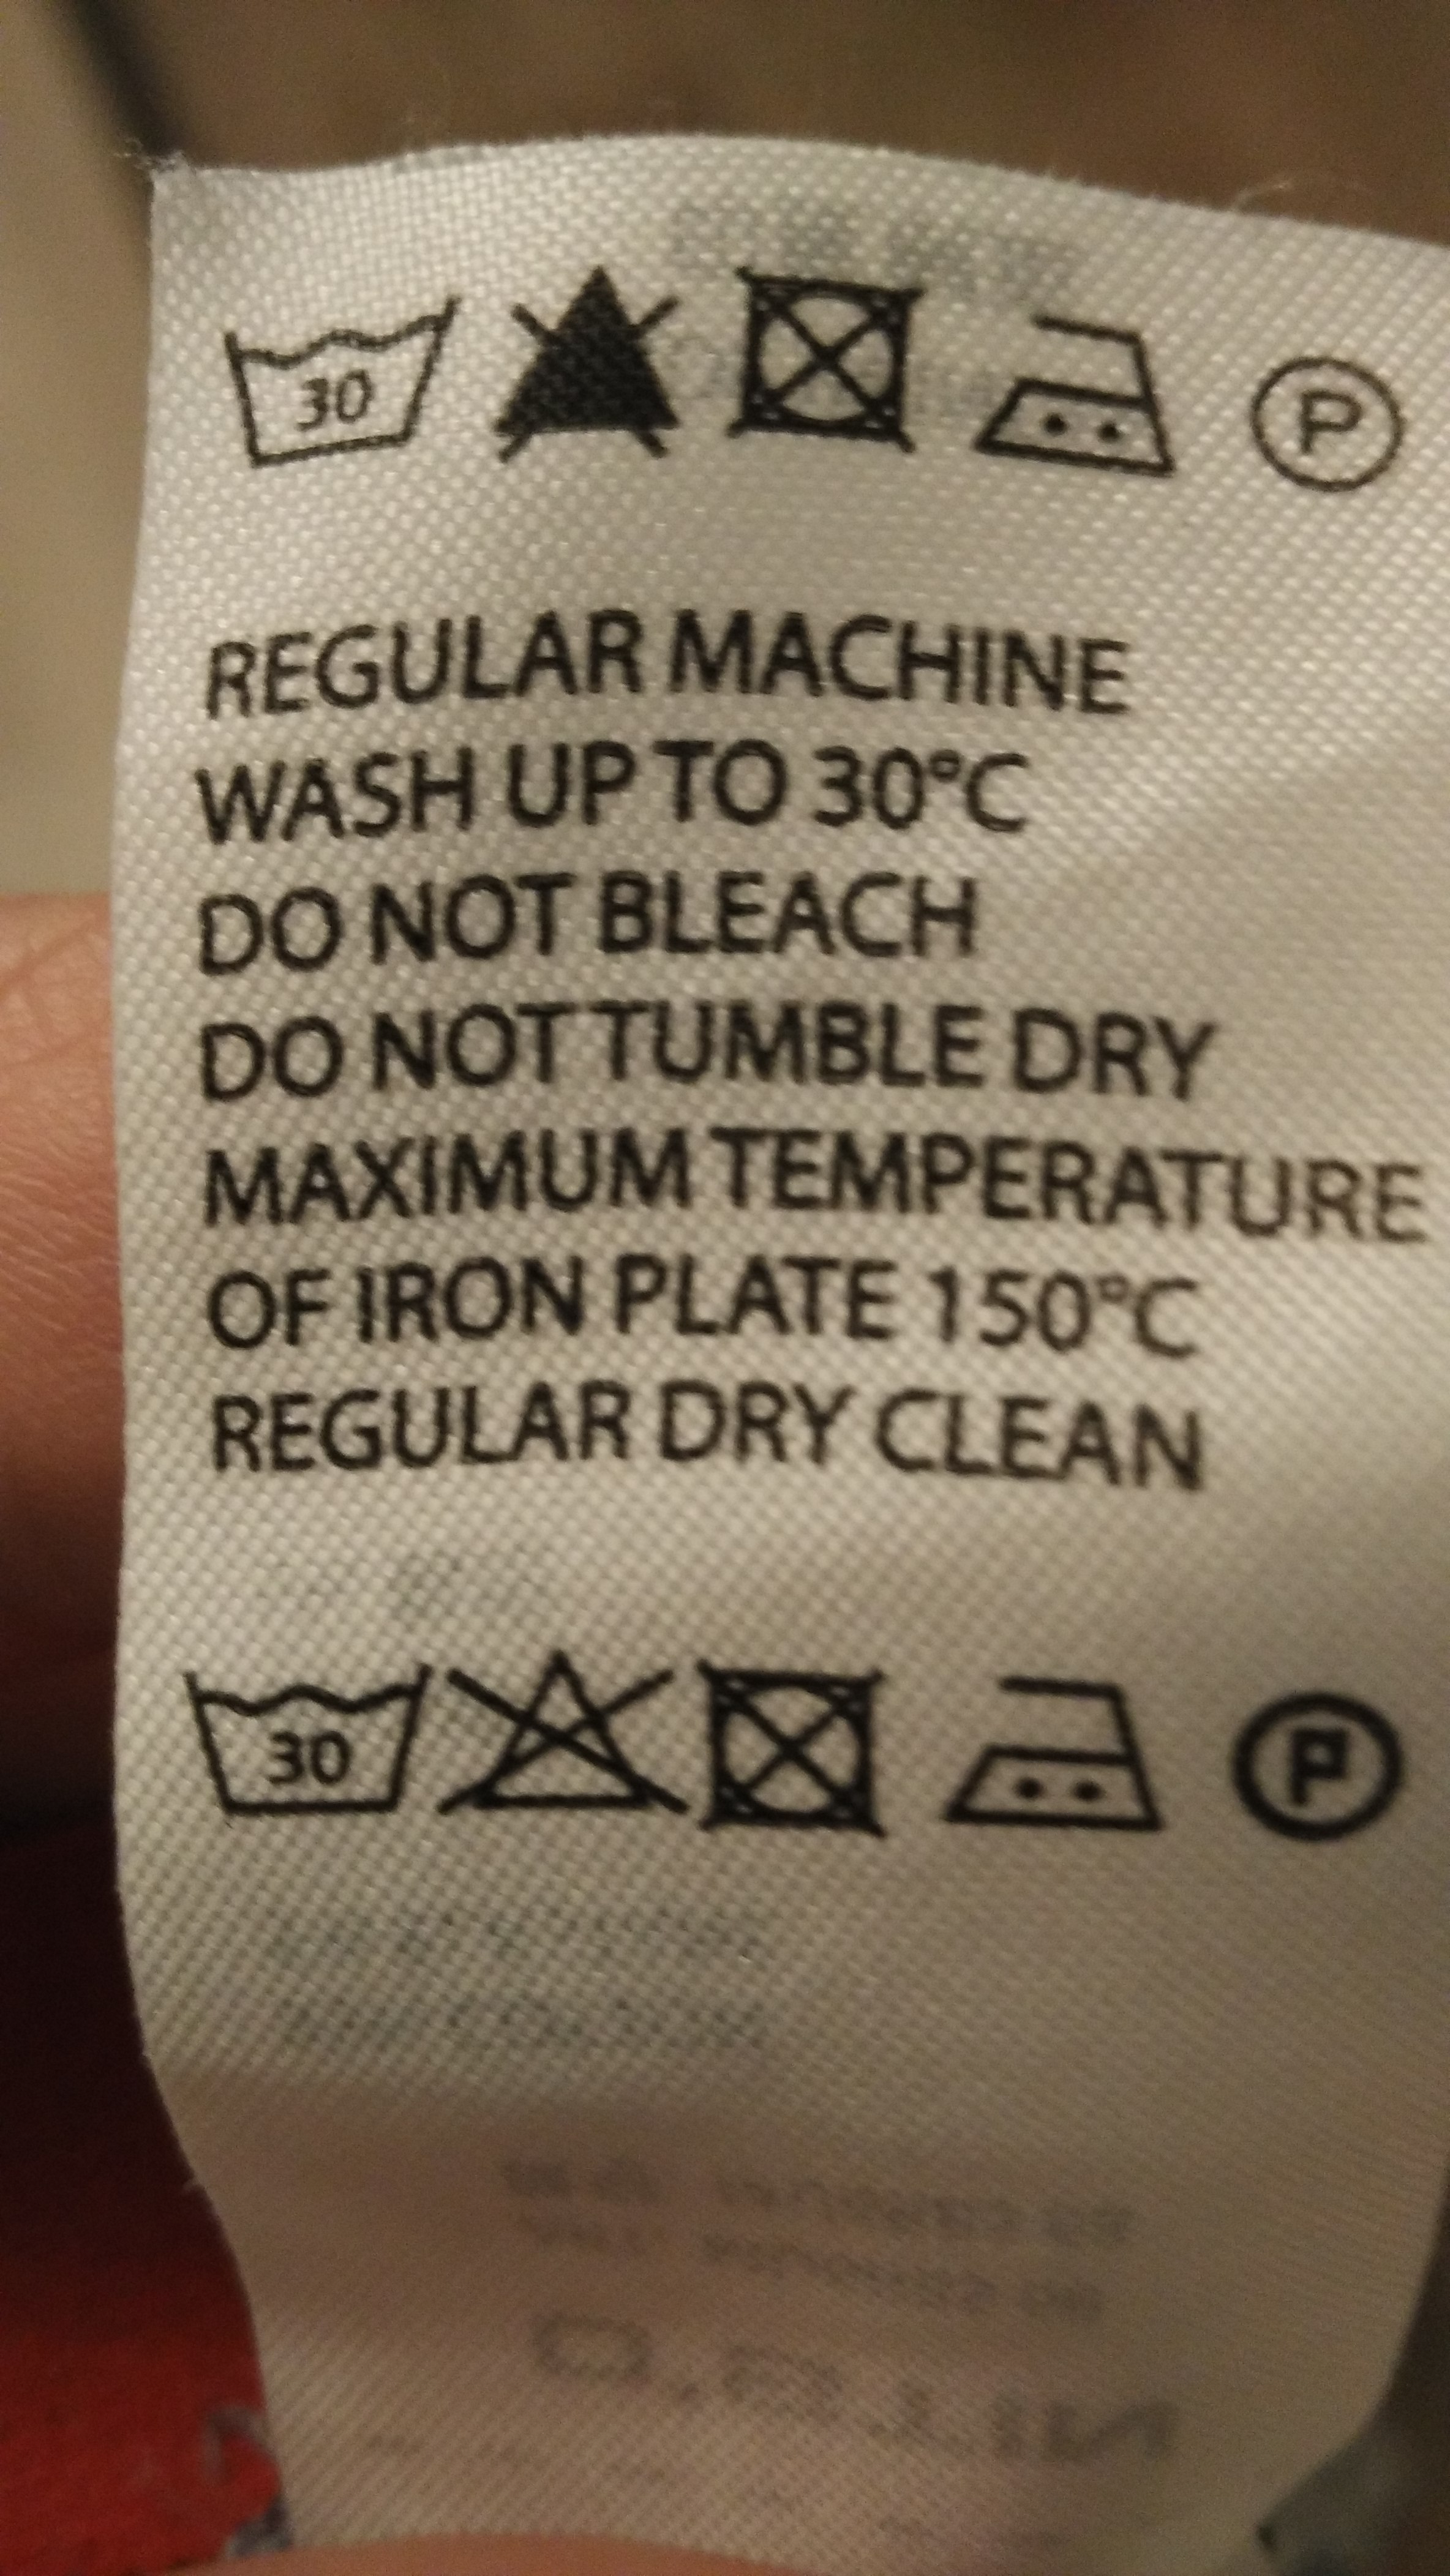 30 P
REGULAR MACHINE
WASH UP TO 30°C
DO NOT BLEACH
DO NOT TUMBLE DRY
MAXIMUM TEMPERATURE
OF IRON PLATE 150°C
REGULAR DRY CLEAN
30 P